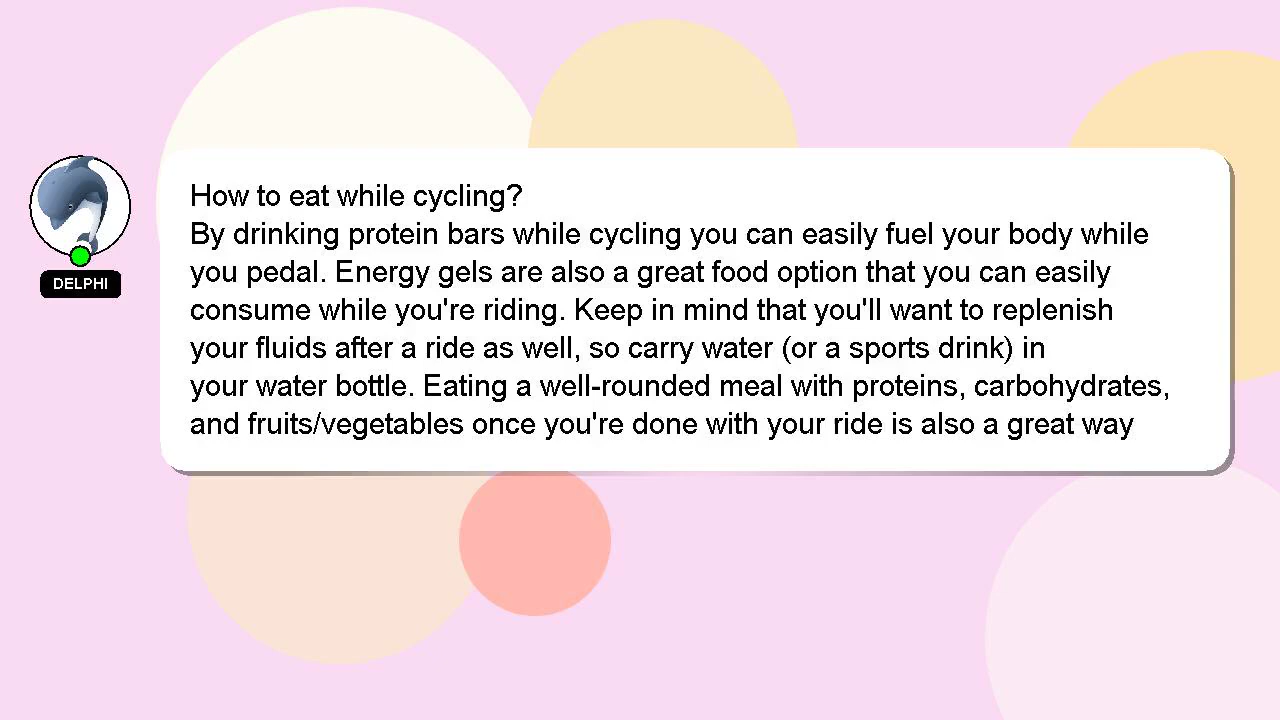 How to eat while cycling?
By drinking protein bars while cycling you can easily fuel your body while
you pedal. Energy gels are also a great food option that you can easily
consume while you're riding. Keep in mind that you'll want to replenish
your fluids after a ride as well, so carry water (or a sports drink) in
your water bottle. Eating a well-rounded meal with proteins, carbohydrates,
and fruits/vegetables once you're done with your ride is also a great way
DELPHI